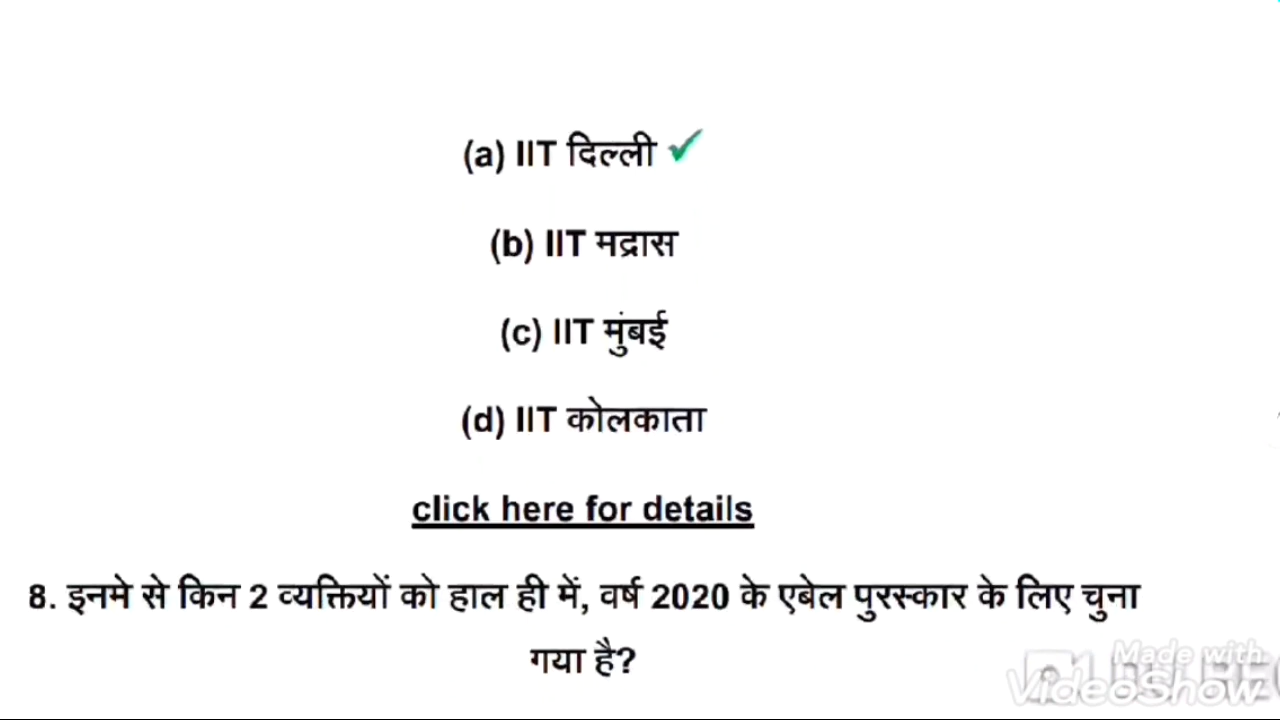 (a) IIT दिल्ली ✓
(b) IIT मद्रास
(c) IIT मुंबई
(d) IIT कोलकाता
click here for details
8. इनमे से किन 2 व्यक्तियों को हाल ही में, वर्ष 2020 के एबेल पुरस्कार के लिए चुना
गया है?
Made with
VideoShow